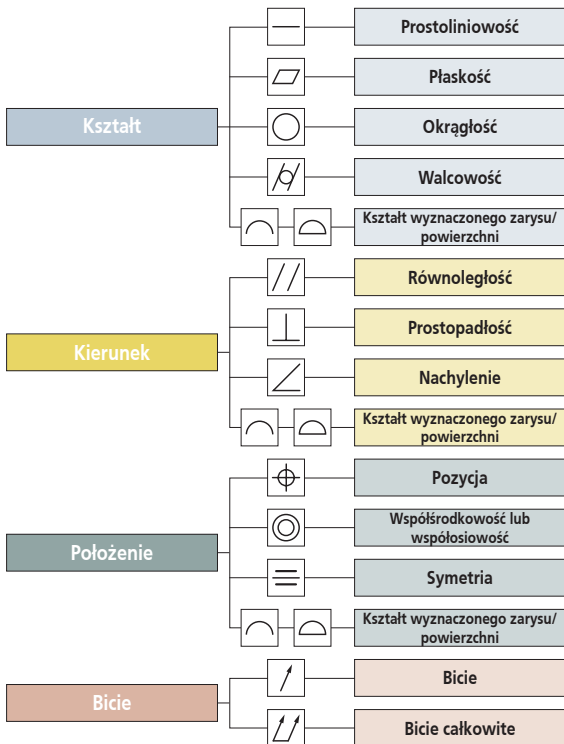 Kształt
Prostoliniowość
Płaskość
Okrągłość
Walcowość
Kształt wyznaczonego zarysu/
powierzchni
Kierunek
Równoległość
Prostopadłość
Nachylenie
Kształt wyznaczonego zarysu/
powierzchni
Położenie
Pozycja
Współśrodkowość lub
współosiowość
Symetria
Kształt wyznaczonego zarysu/
powierzchni
Bicie
Bicie
Bicie całkowite